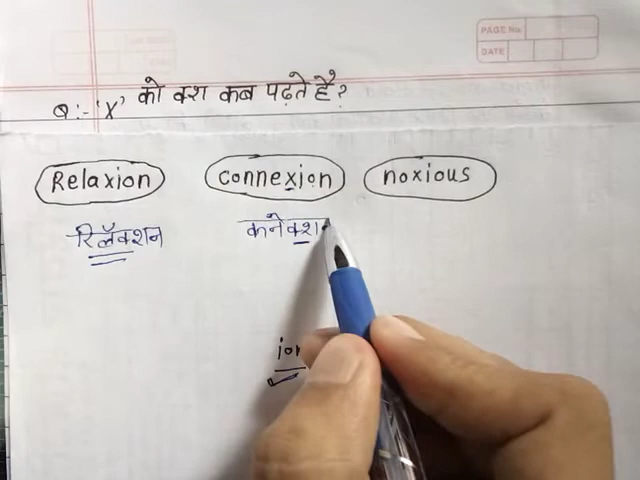 PAGE No.
DATE
ब:- 'X' को क्श कब पढ़ते है?
Relaxion connexion noxious
रिलॅक्शन कनेक्श
ion